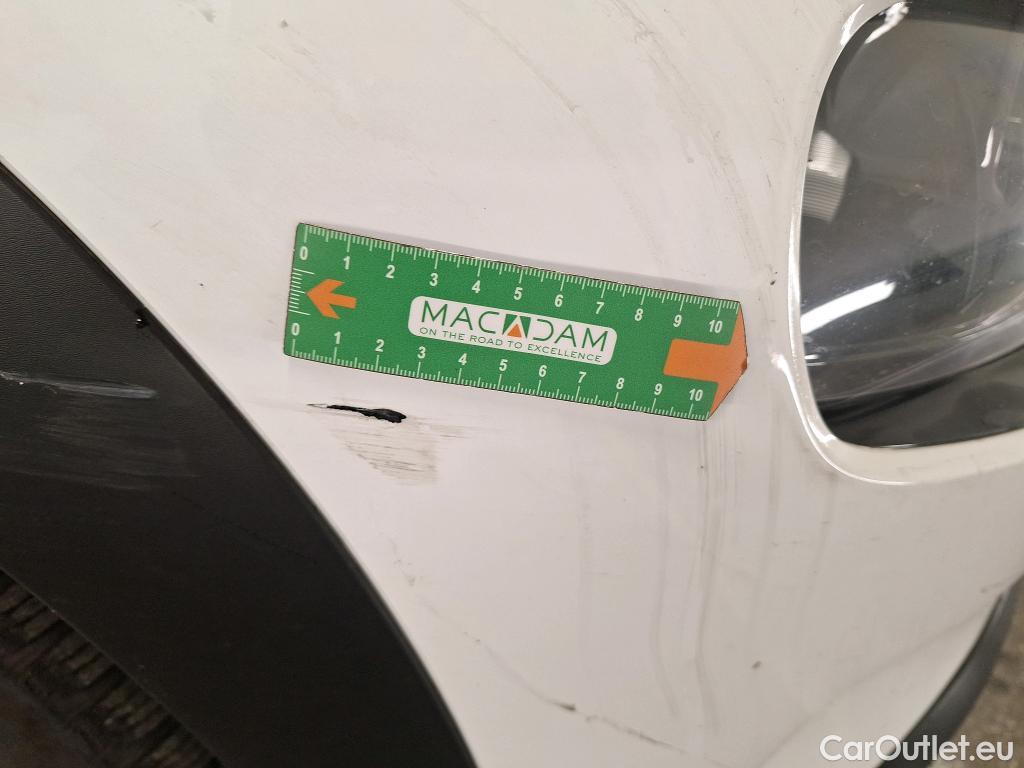 0 1 2 3 4 5 6 7 8 9 10
MACADAM
ON THE ROAD TO EXCELLENCE
0 1 2 3 4 5 6 7 8 9 10
CarOutlet.eu